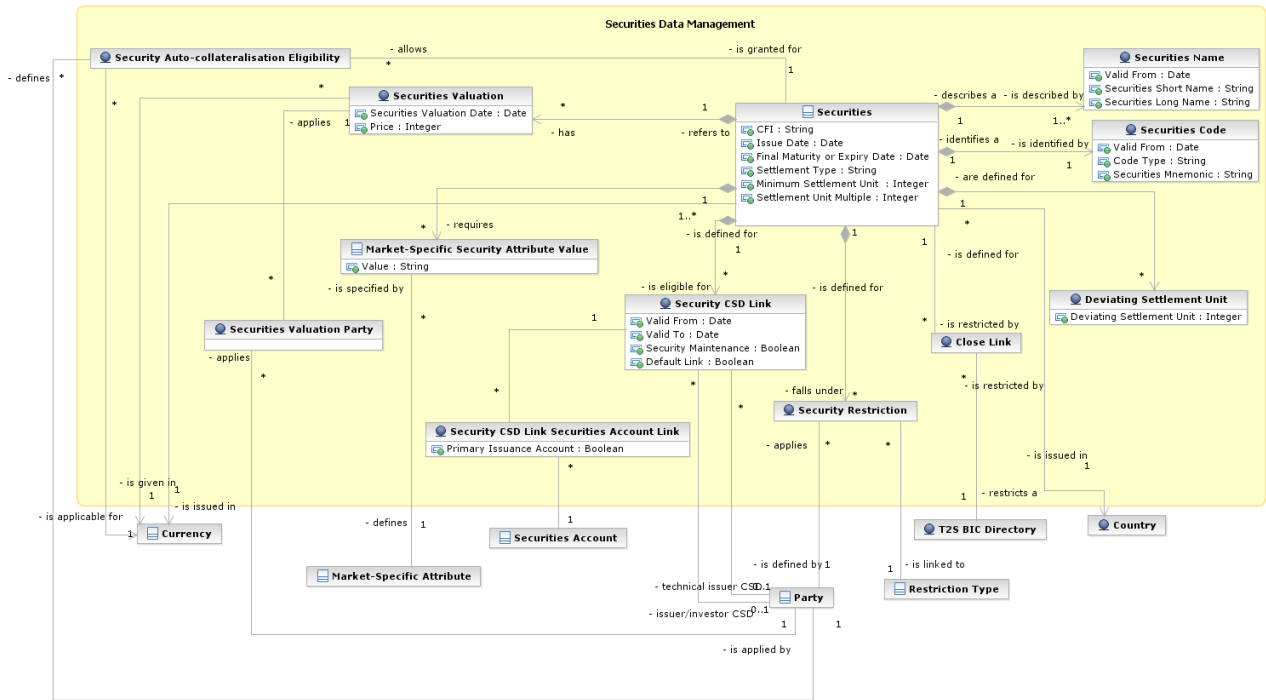 Securities Data Management
- allows
- is granted for
Security Auto-collateralisation Eligibility
*
1
Securities Name
Valid From : Date
Securities Short Name : String
Securities Long Name : String
- defines
*
*
*
Securities Valuation
Securities Valuation Date : Date
Price : Integer
- applies
1
*
- has
1
- refers to
Securities
CFI : String
Issue Date : Date
Final Maturity or Expiry Date : Date
Settlement Type : String
Minimum Settlement Unit : Integer
Settlement Unit Multiple : Integer
- describes a
- is described by
1
1..*
- identifies a
- is identified by
1
1
Securities Code
Valid From : Date
Code Type : String
Securities Mnemonic : String
- are defined for
1
*
1
1..*
*
- requires
- is defined for
1
1
1
- is defined for
Market-Specific Security Attribute Value
Value : String
- is specified by
*
*
- is eligible for
*
- is defined for
*
Security CSD Link
Valid From : Date
Valid To : Date
Security Maintenance : Boolean
Default Link : Boolean
Deviating Settlement Unit
Deviating Settlement Unit : Integer
Securities Valuation Party
- applies
*
1
*
- is restricted by
Close Link
*
- is restricted by
*
*
*
- falls under
*
Security Restriction
- applies
*
*
Security CSD Link Securities Account Link
Primary Issuance Account : Boolean
*
- is issued in
1
- is given in
1
1
- is issued in
1
- restricts a
- is applicable for
1
Currency
- defines
1
1
Securities Account
T2S BIC Directory
Country
Market-Specific Attribute
- is defined by
1
1
- is linked to
- technical issuer CSD
0..1
Party
Restriction Type
- issuer/investor CSD
0..1
1
1
- is applied by